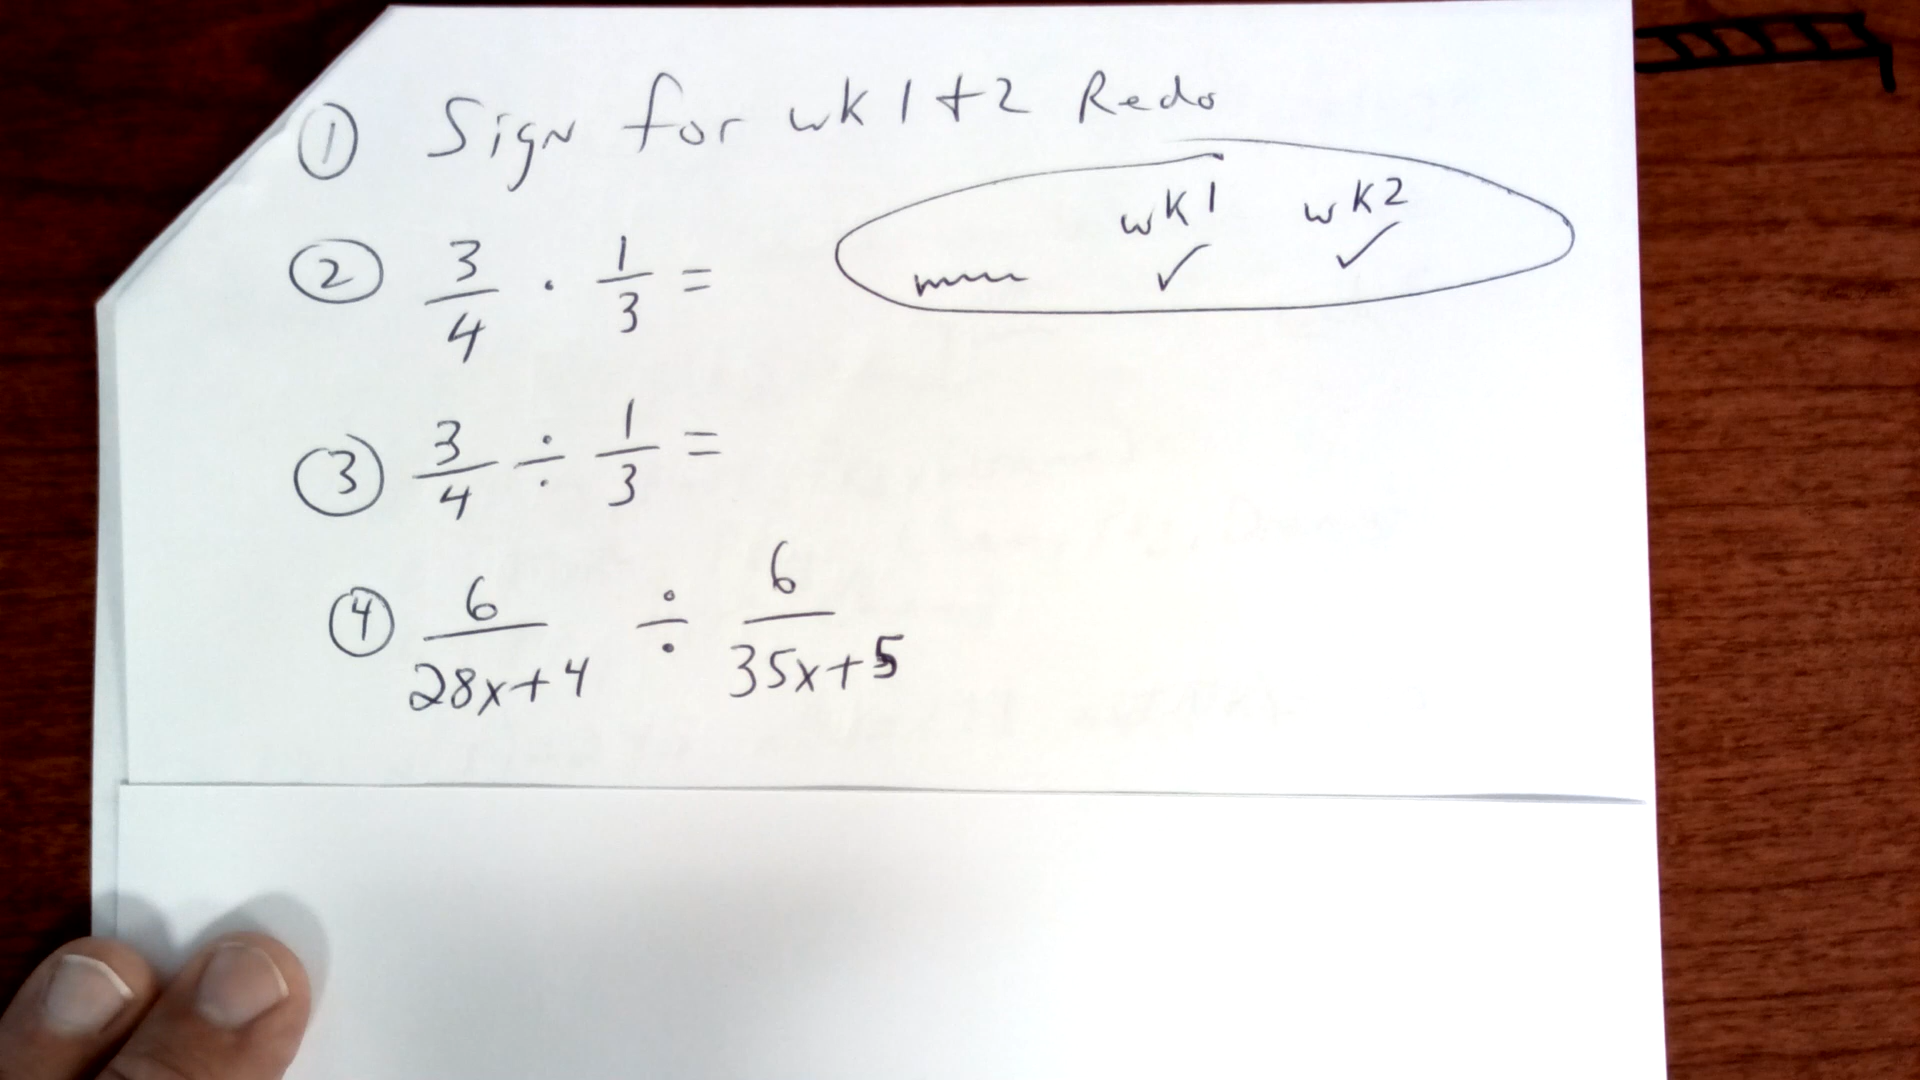 ① Sign for wk 1+2 Redo
wk1 wk2
✓ ✓
② 3/4 · 1/3 =
③ 3/4 ÷ 1/3 =
④ 6/(28x+4) ÷ 6/(35x+5)